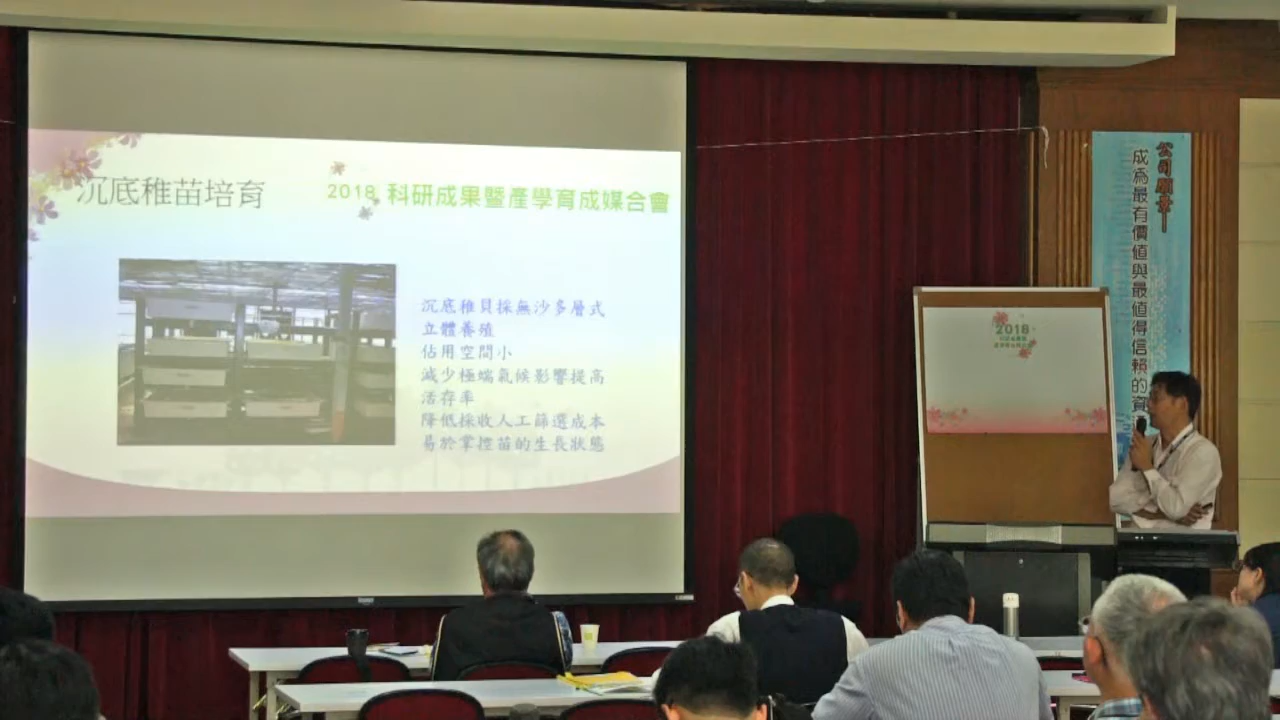 沉底稚苗培育
2018 科研成果暨產學育成媒合會
沉底稚貝採無沙多層式
立體養殖
佔用空間小
減少極端氣候影響提高
活存率
降低採收人工篩選成本
易於掌控苗的生長狀態
公司願景
成為最有價值與最值得信賴的資
2018